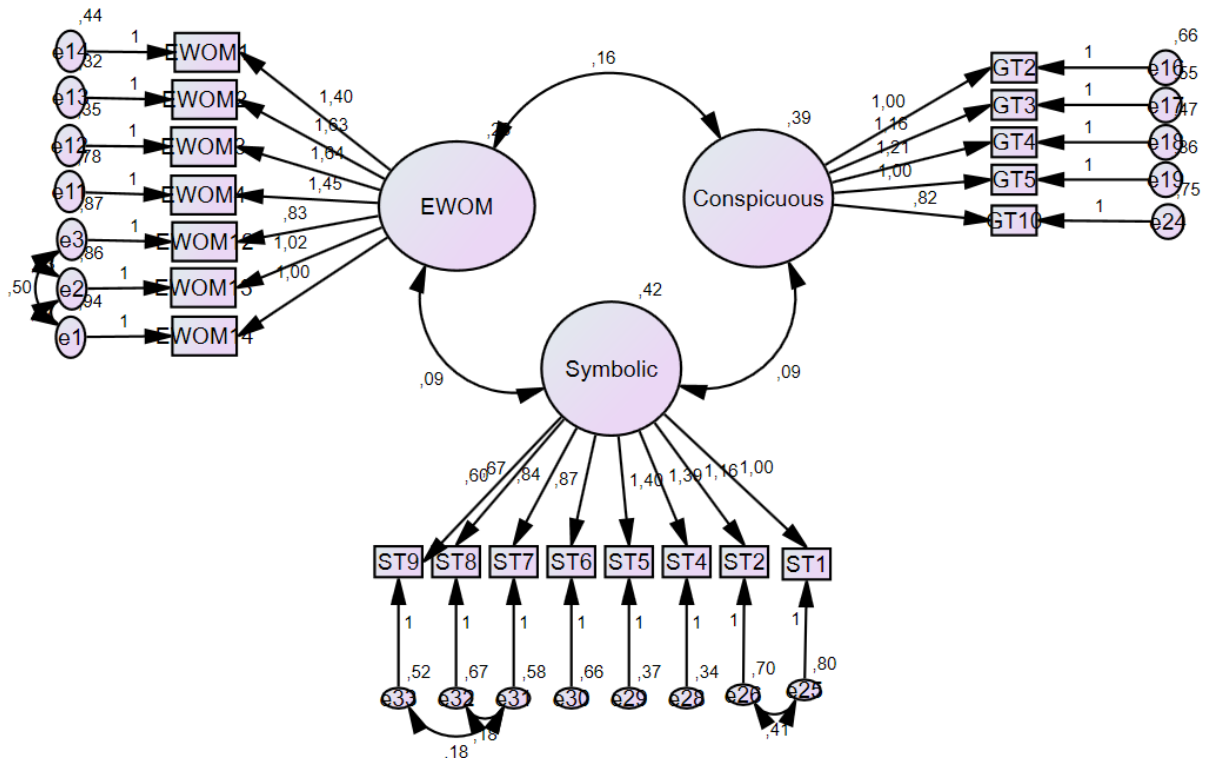 ,44
e14
1
EWOM1
,32
e13
1
EWOM2
,35
e12
1
EWOM3
,78
e11
1
EWOM4
,87
e3
1
EWOM12
,86
e2
1
EWOM13
,94
e1
1
EWOM14
,50
1,40
1,63
1,64
1,45
,83
1,02
1,00
EWOM
,16
,39
Conspicuous
1,00
1,16
1,21
1,00
,82
GT2
1
,66
e16
GT3
1
,55
e17
GT4
1
,47
e18
GT5
1
,36
e19
GT10
1
,75
e24
,42
Symbolic
,09
,09
,60
,67
,84
,87
1,40
1,39
1,16
1,00
ST9
ST8
ST7
ST6
ST5
ST4
ST2
ST1
1
1
1
1
1
1
1
1
,52
,67
,58
,66
,37
,34
,70
,80
e33
e32
e31
e30
e29
e28
e26
e25
,18
,18
,41